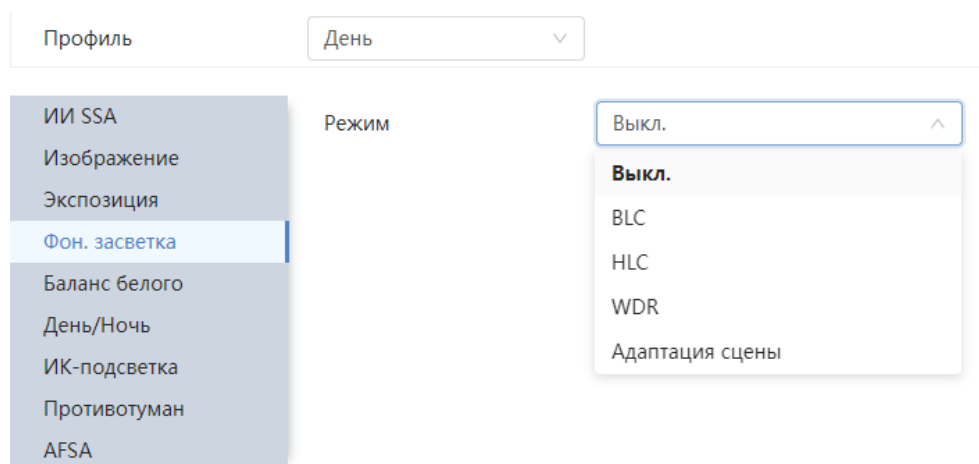 Профиль
День
ИИ SSA
Изображение
Экспозиция
Фон. засветка
Баланс белого
День/Ночь
ИК-подсветка
Противотуман
AFSA
Режим
Выкл.
Выкл.
BLC
HLC
WDR
Адаптация сцены